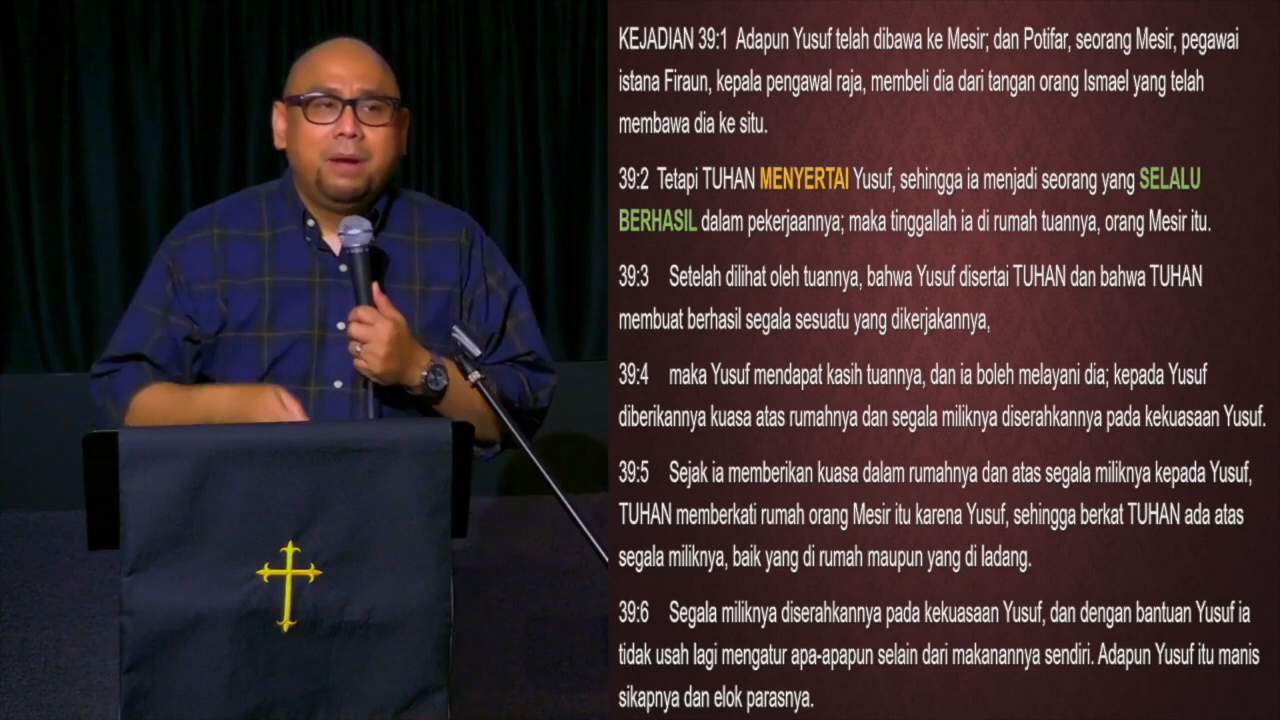 KEJADIAN 39:1 Adapun Yusuf telah dibawa ke Mesir; dan Potifar, seorang Mesir, pegawai
istana Firaun, kepala pengawal raja, membeli dia dari tangan orang Ismael yang telah
membawa dia ke situ.
39:2 Tetapi TUHAN MENYERTAI Yusuf, sehingga ia menjadi seorang yang SELALU
BERHASIL dalam pekerjaannya; maka tinggallah ia di rumah tuannya, orang Mesir itu.
39:3 Setelah dilihat oleh tuannya, bahwa Yusuf disertai TUHAN dan bahwa TUHAN
membuat berhasil segala sesuatu yang dikerjakannya,
39:4 maka Yusuf mendapat kasih tuannya, dan ia boleh melayani dia; kepada Yusuf
diberikannya kuasa atas rumahnya dan segala miliknya diserahkannya pada kekuasaan Yusuf.
39:5 Sejak ia memberikan kuasa dalam rumahnya dan atas segala miliknya kepada Yusuf,
TUHAN memberkati rumah orang Mesir itu karena Yusuf, sehingga berkat TUHAN ada atas
segala miliknya, baik yang di rumah maupun yang di ladang.
39:6 Segala miliknya diserahkannya pada kekuasaan Yusuf, dan dengan bantuan Yusuf ia
tidak usah lagi mengatur apa-apapun selain dari makanannya sendiri. Adapun Yusuf itu manis
sikapnya dan elok parasnya.